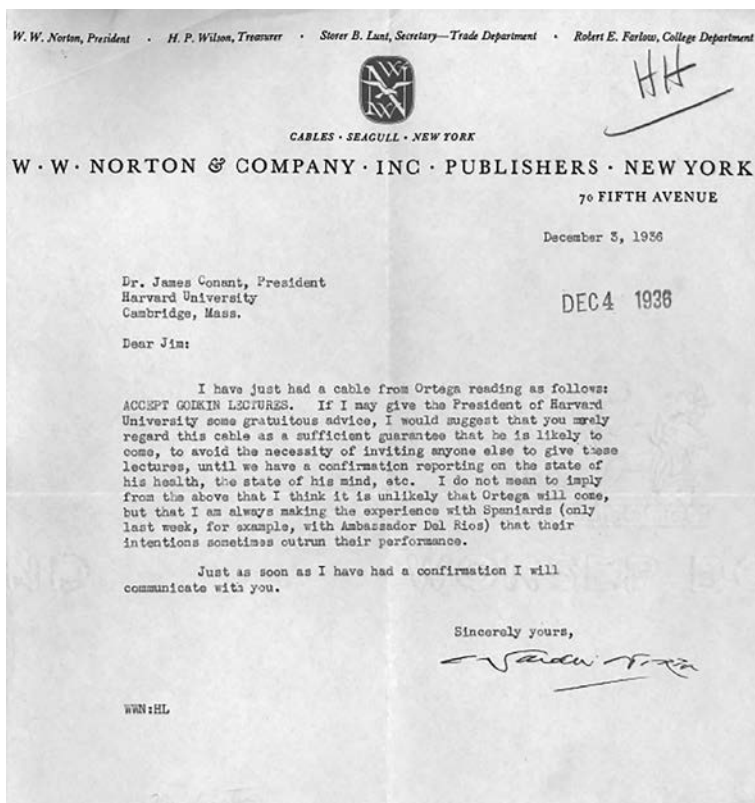 W. W. Norton, President · H. P. Wilson, Treasurer · Storer B. Lunt, Secretary—Trade Department · Robert E. Farlow, College Department
HH
CABLES · SEAGULL · NEW YORK
W · W · NORTON & COMPANY · INC · PUBLISHERS · NEW YORK
70 FIFTH AVENUE
December 3, 1936
Dr. James Conant, President
Harvard University
Cambridge, Mass.
DEC 4 1936
Dear Jim:
I have just had a cable from Ortega reading as follows:
ACCEPT GODKIN LECTURES. If I may give the President of Harvard
University some gratuitous advice, I would suggest that you merely
regard this cable as a sufficient guarantee that he is likely to
come, to avoid the necessity of inviting anyone else to give these
lectures, until we have a confirmation reporting on the state of
his health, the state of his mind, etc. I do not mean to imply
from the above that I think it is unlikely that Ortega will come,
but that I am always making the experience with Spaniards (only
last week, for example, with Ambassador Del Rios) that their
intentions sometimes outrun their performance.
Just as soon as I have had a confirmation I will
communicate with you.
Sincerely yours,
WWN:HL